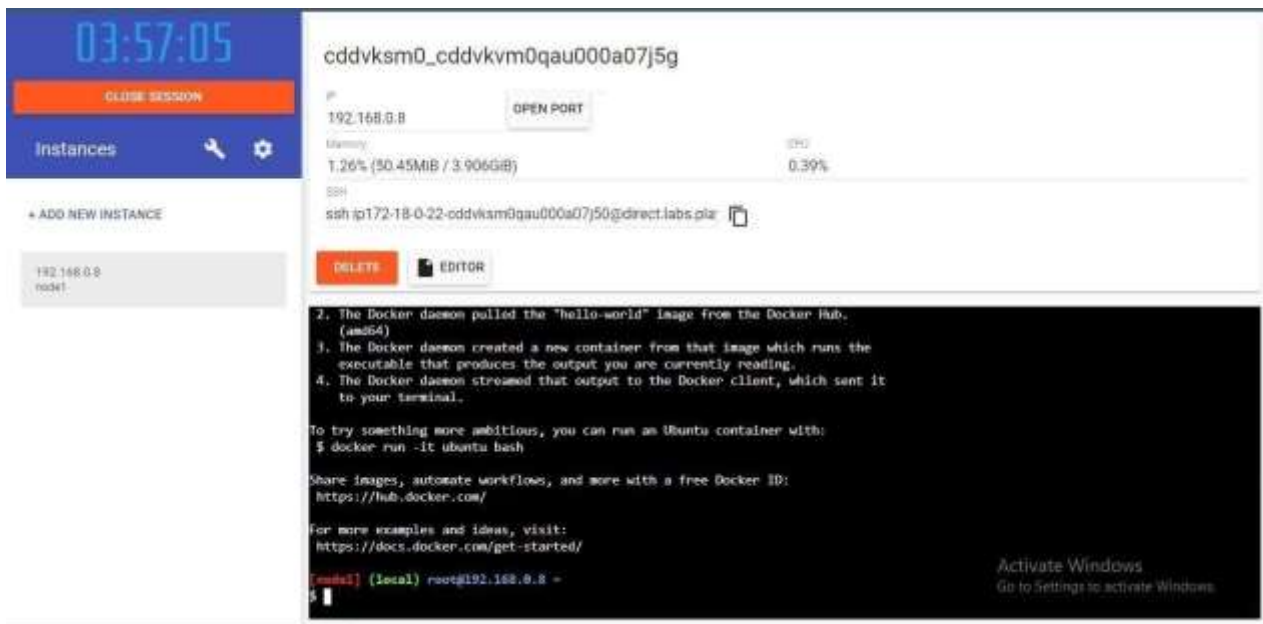 03:57:05
CLOSE SESSION
Instances
+ ADD NEW INSTANCE
192.168.0.8
node1
cddvksm0_cddvkvm0qau000a07j5g
IP
192.168.0.8
OPEN PORT
Memory
1.26% (50.45MiB / 3.906GiB)
CPU
0.39%
SSH
ssh ip172-18-0-22-cddvksm0qau000a07j50@direct.labs.pla
DELETE
EDITOR
2. The Docker daemon pulled the "hello-world" image from the Docker Hub.
(amd64)
3. The Docker daemon created a new container from that image which runs the
executable that produces the output you are currently reading.
4. The Docker daemon streamed that output to the Docker client, which sent it
to your terminal.
To try something more ambitious, you can run an Ubuntu container with:
$ docker run -it ubuntu bash
Share images, automate workflows, and more with a free Docker ID:
https://hub.docker.com/
For more examples and ideas, visit:
https://docs.docker.com/get-started/
[node1] (local) root@192.168.0.8 ~
$
Activate Windows
Go to Settings to activate Windows.